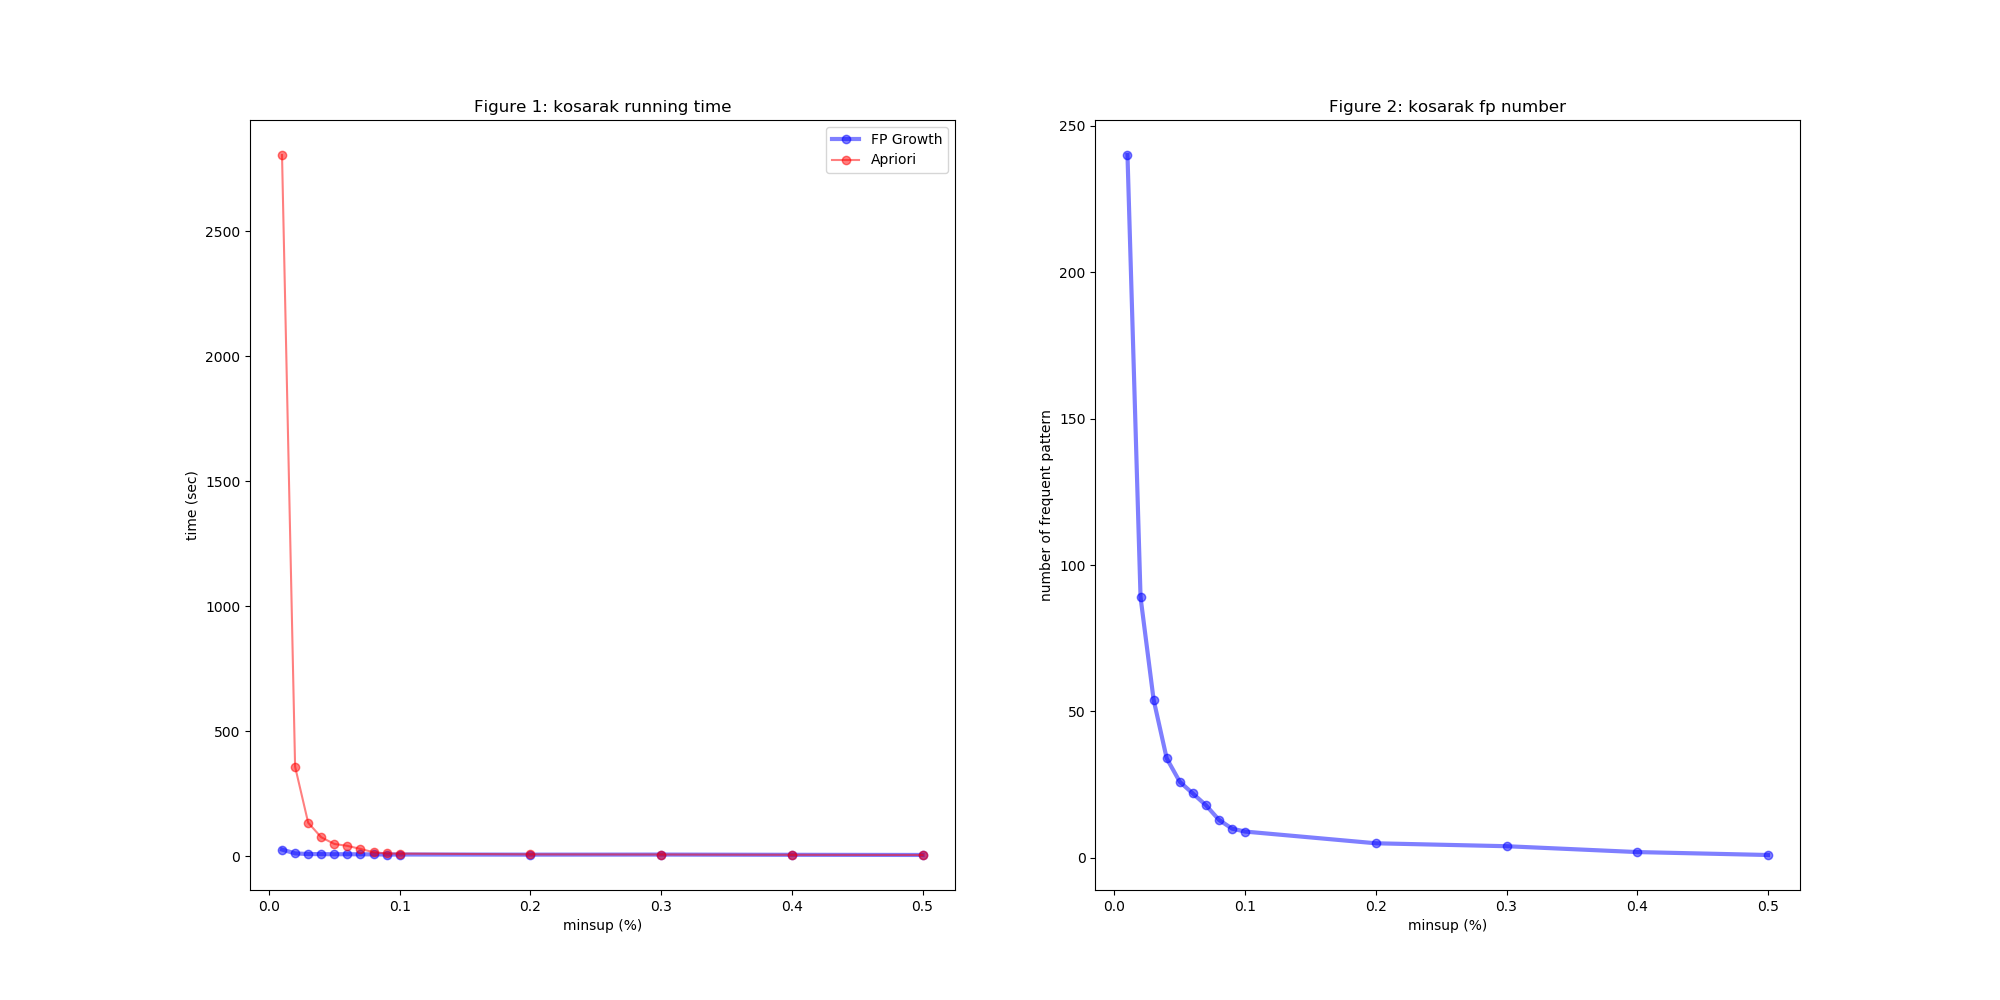 Figure 1: kosarak running time
FP Growth
Apriori
2500
2000
1500
1000
500
0
time (sec)
0.0 0.1 0.2 0.3 0.4 0.5
minsup (%)
Figure 2: kosarak fp number
250
200
150
100
50
0
number of frequent pattern
0.0 0.1 0.2 0.3 0.4 0.5
minsup (%)